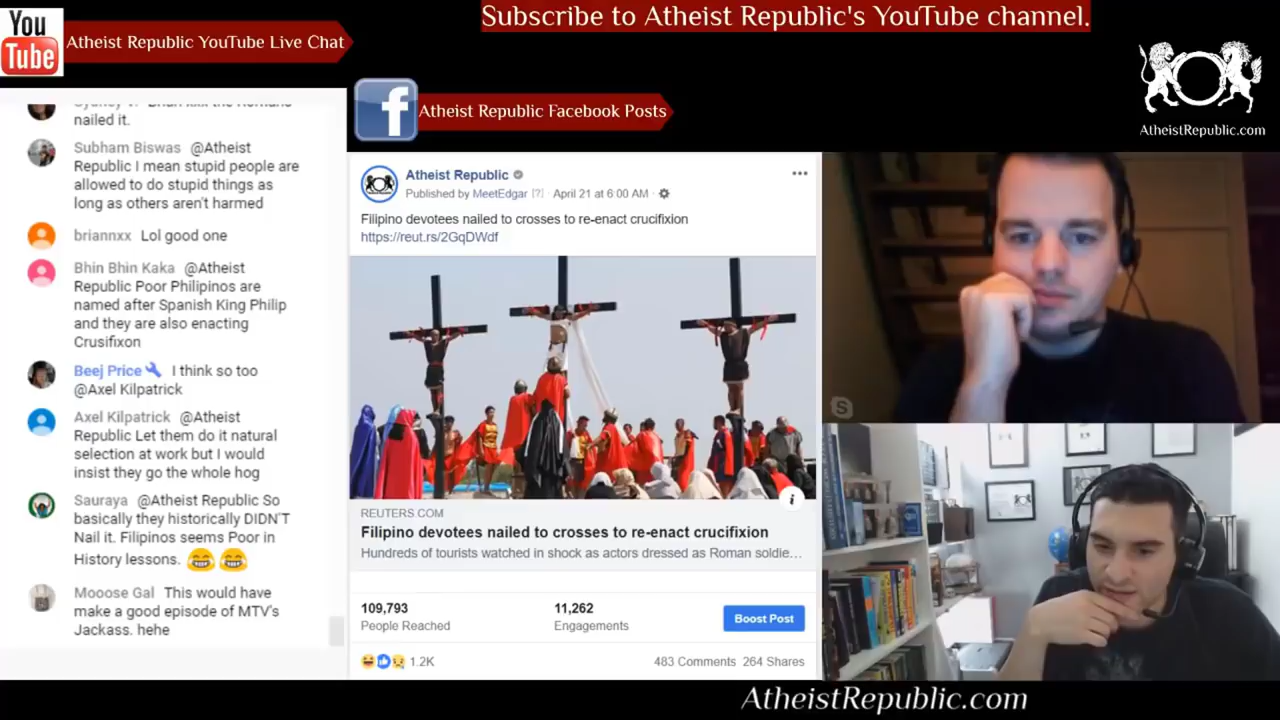 Subscribe to Atheist Republic's YouTube channel.
You
Tube
Atheist Republic YouTube Live Chat
AtheistRepublic.com
f
Atheist Republic Facebook Posts
the Romans
nailed it.
Subham Biswas @Atheist
Republic I mean stupid people are
allowed to do stupid things as
long as others aren't harmed
briannxx Lol good one
Bhin Bhin Kaka @Atheist
Republic Poor Philipinos are
named after Spanish King Philip
and they are also enacting
Crusifixon
Beej Price I think so too
@Axel Kilpatrick
Axel Kilpatrick @Atheist
Republic Let them do it natural
selection at work but I would
insist they go the whole hog
Sauraya @Atheist Republic So
basically they historically DIDN'T
Nail it. Filipinos seems Poor in
History lessons. 😂😂
Mooose Gal This would have
make a good episode of MTV's
Jackass. hehe
Atheist Republic
Published by MeetEdgar [?] · April 21 at 6:00 AM ·
Filipino devotees nailed to crosses to re-enact crucifixion
https://reut.rs/2GqDWdf
i
REUTERS.COM
Filipino devotees nailed to crosses to re-enact crucifixion
Hundreds of tourists watched in shock as actors dressed as Roman soldie...
109,793
People Reached
11,262
Engagements
Boost Post
1.2K
483 Comments 264 Shares
AtheistRepublic.com